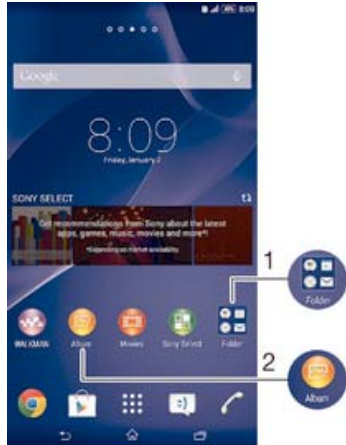 8:09
Google
8:09
Friday, January 2
SONY SELECT
Get recommendations from Sony about the latest
apps, games, music, movies and more*!
*Depending on market availability.
1
Folder
WALKMAN Album Movies Sony Select Folder
2
Album